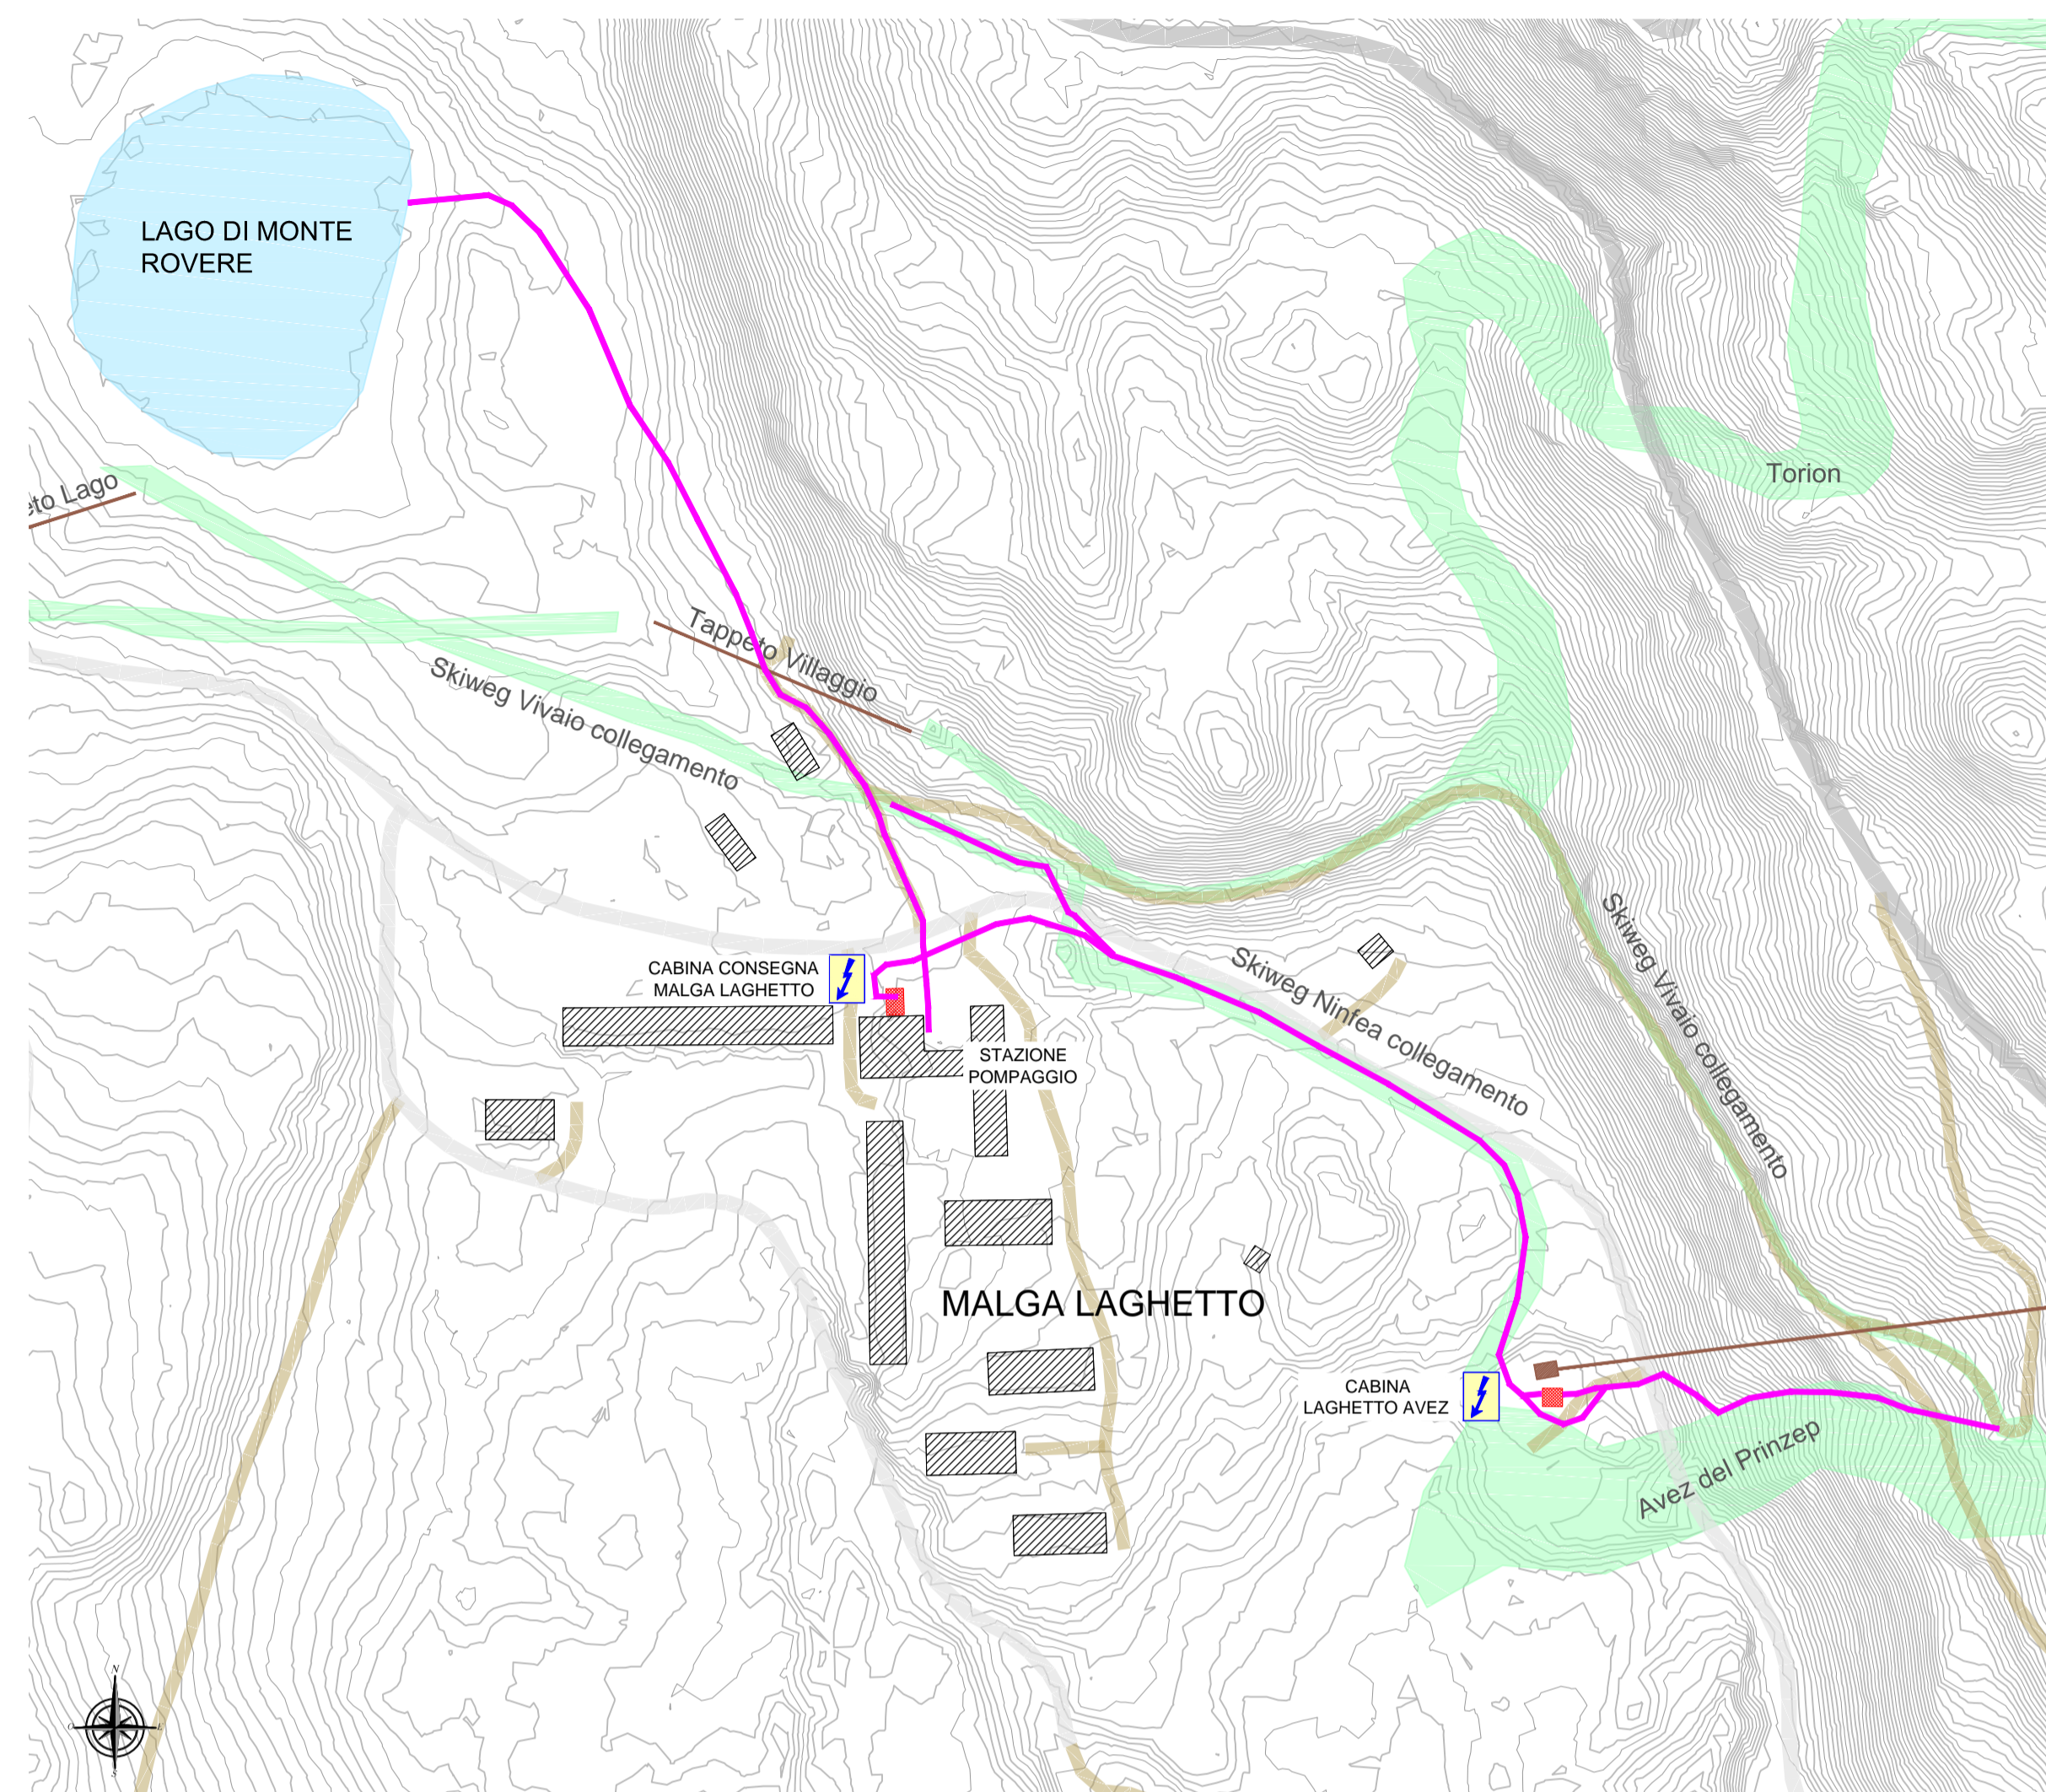 LAGO DI MONTE
ROVERE
Torion
eto Lago
Tappeto Villaggio
Skiweg Vivaio collegamento
Skiweg Vivaio collegamento
Skiweg Ninfea collegamento
CABINA CONSEGNA
MALGA LAGHETTO
STAZIONE
POMPAGGIO
MALGA LAGHETTO
CABINA
LAGHETTO AVEZ
Avez del Prinzep
N
O
E
S